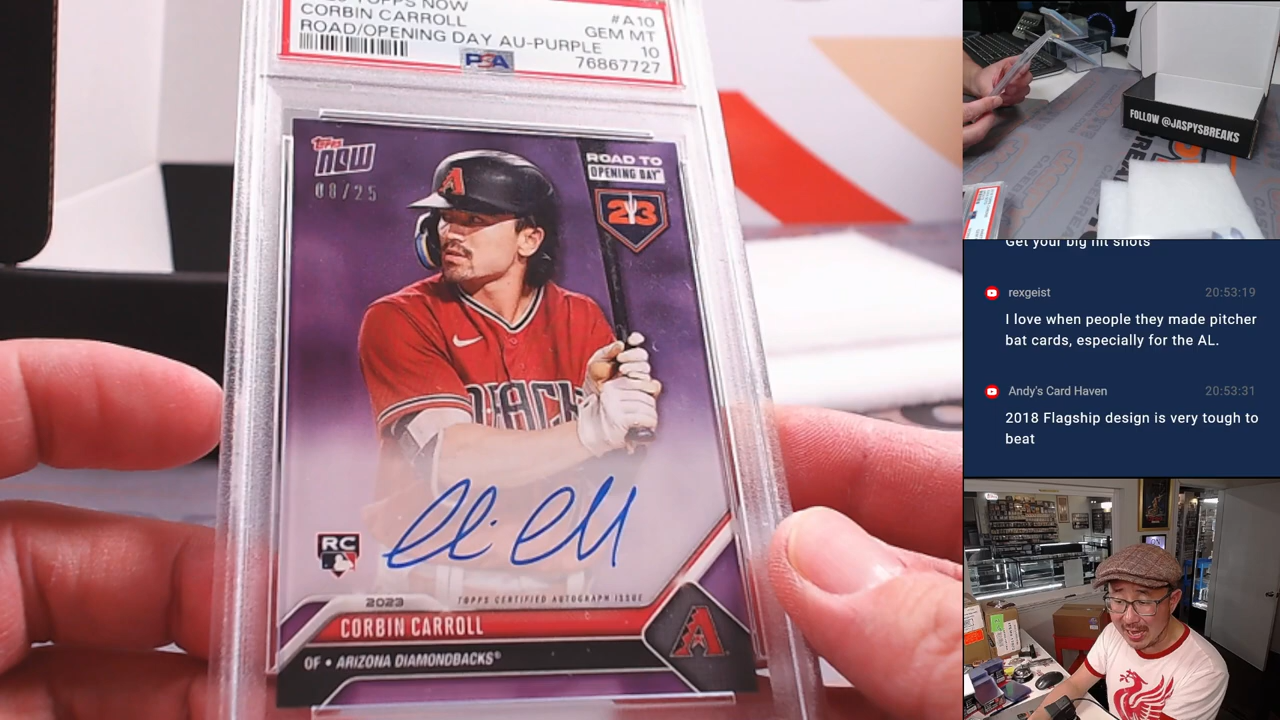 TOPPS NOW
#A10
CORBIN CARROLL
GEM MT
ROAD/OPENING DAY AU-PURPLE
10
PSA
76867727
Topps
NOW
08/25
ROAD TO
OPENING DAY
23
A
RC
2023
TOPPS CERTIFIED AUTOGRAPH ISSUE
CORBIN CARROLL
OF • ARIZONA DIAMONDBACKS®
A
FOLLOW @JASPYSBREAKS
Get your big hit shots
rexgeist
20:53:19
I love when people they made pitcher
bat cards, especially for the AL.
Andy's Card Haven
20:53:31
2018 Flagship design is very tough to
beat